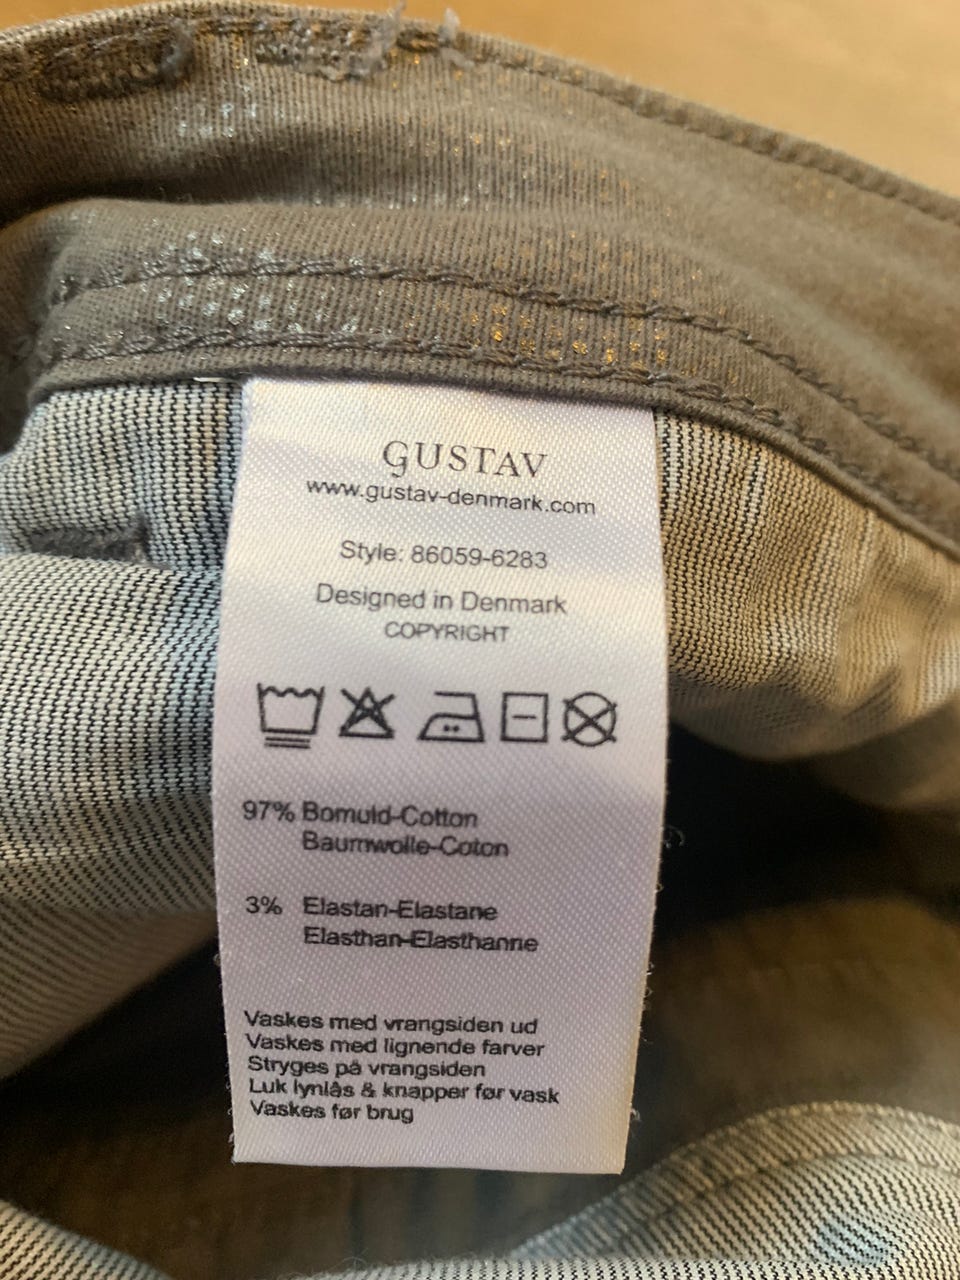 GUSTAV
www.gustav-denmark.com
Style: 86059-6283
Designed in Denmark
COPYRIGHT
97% Bomuld-Cotton
Baumwolle-Coton
3% Elastan-Elastane
Elasthan-Elasthanne
Vaskes med vrangsiden ud
Vaskes med lignende farver
Stryges på vrangsiden
Luk lynlås & knapper før vask
Vaskes før brug